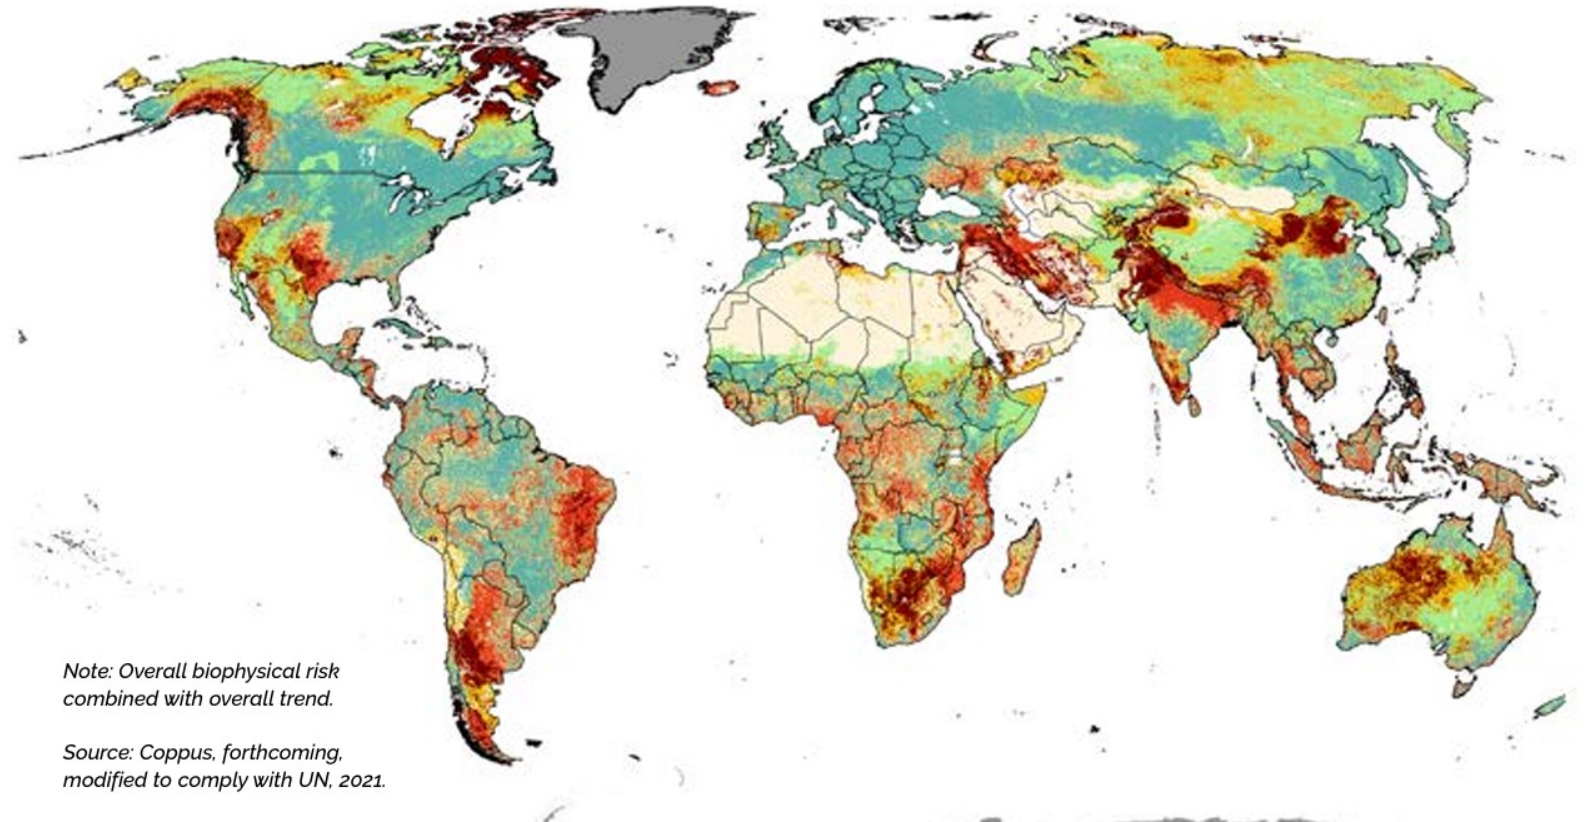 Note: Overall biophysical risk
combined with overall trend.
Source: Coppus, forthcoming,
modified to comply with UN, 2021.